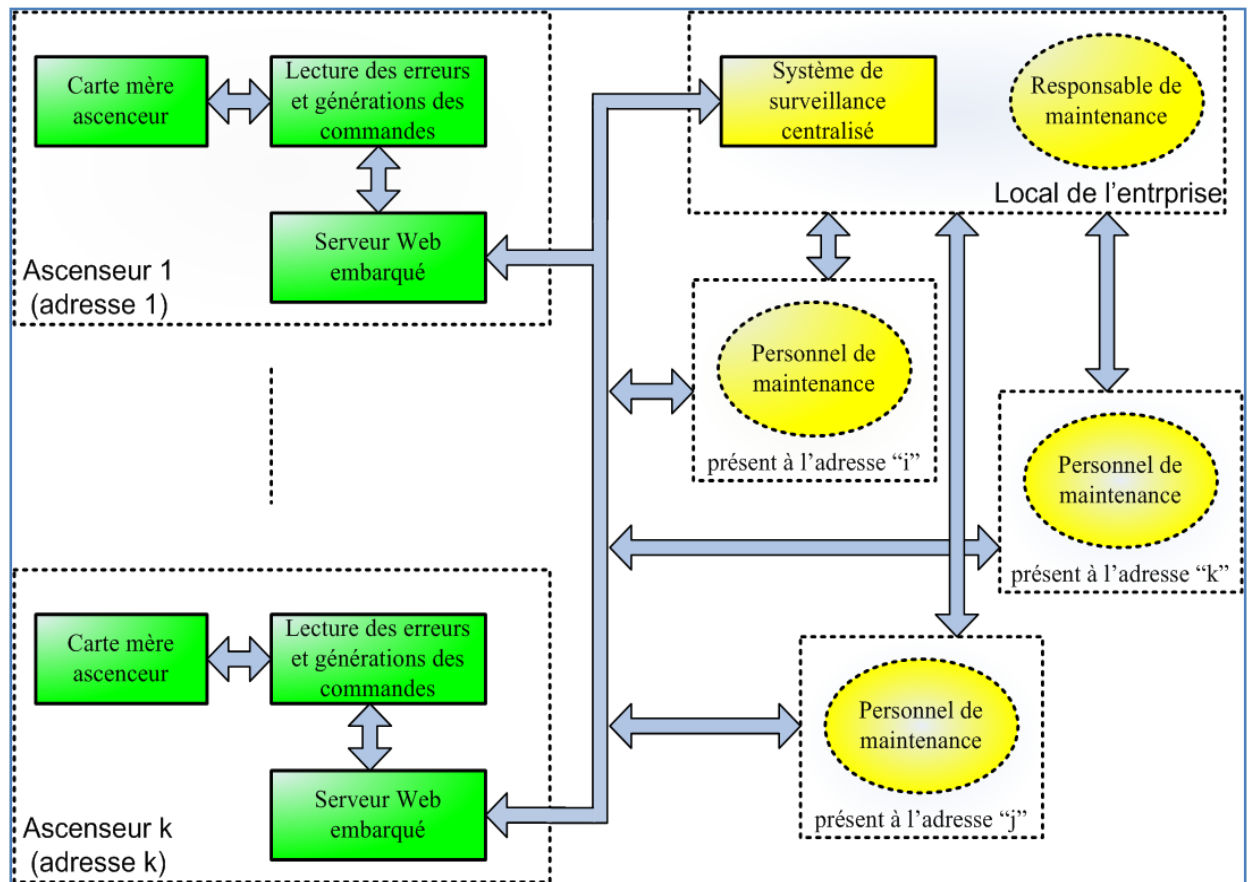 Carte mère
ascenceur
Lecture des erreurs
et générations des
commandes
Serveur Web
embarqué
Ascenseur 1
(adresse 1)
Système de
surveillance
centralisé
Responsable de
maintenance
Local de l'entrprise
Personnel de
maintenance
présent à l'adresse “i”
Personnel de
maintenance
présent à l'adresse “k”
Carte mère
ascenceur
Lecture des erreurs
et générations des
commandes
Serveur Web
embarqué
Ascenseur k
(adresse k)
Personnel de
maintenance
présent à l'adresse “j”